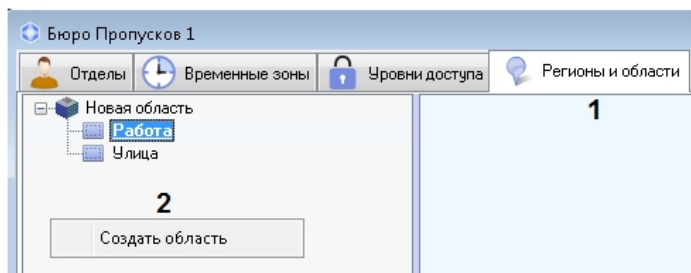 Бюро Пропусков 1
Отделы Временные зоны Уровни доступа Регионы и области
1
Новая область
Работа
Улица
2
Создать область